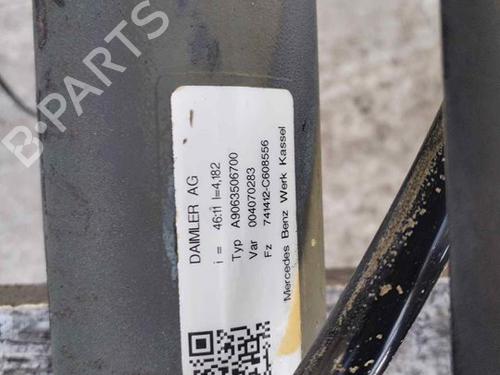 DAIMLER AG
i = 46:11 I=4,182
Typ A9063506700
Var 004070283
Fz 741412-C608556
Mercedes Benz Werk Kassel
B-PARTS